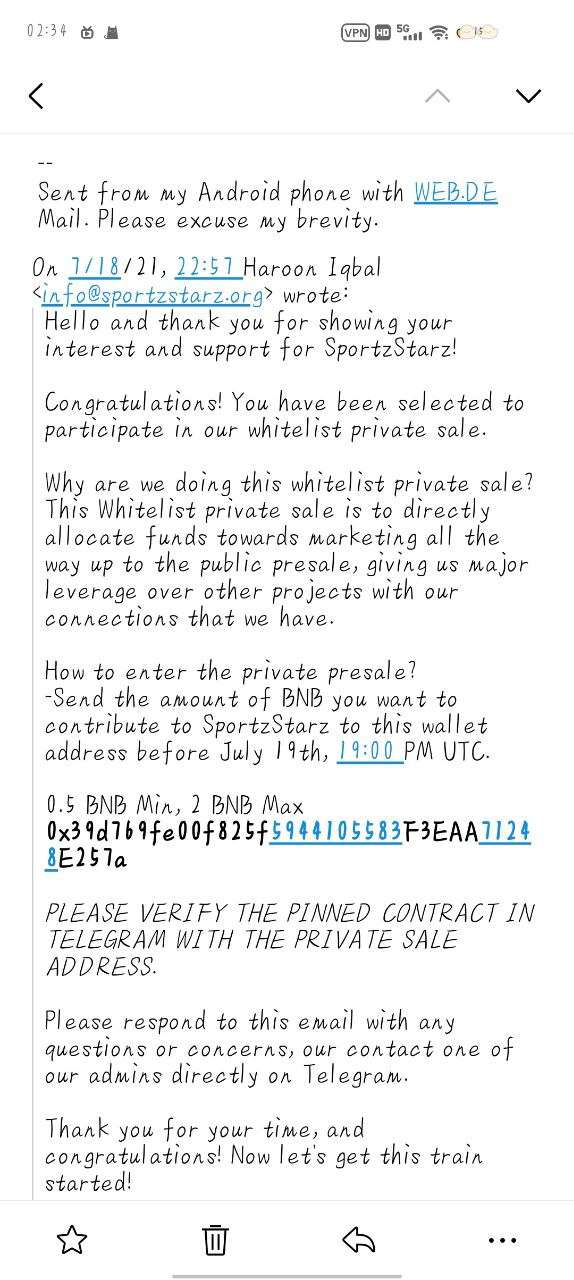 02:34
VPN HD 5G 15
--
Sent from my Android phone with WEB.DE
Mail. Please excuse my brevity.
On 7/18/21, 22:57 Haroon Iqbal
<info@sportzstarz.org> wrote:
Hello and thank you for showing your
interest and support for SportzStarz!
Congratulations! You have been selected to
participate in our whitelist private sale.
Why are we doing this whitelist private sale?
This Whitelist private sale is to directly
allocate funds towards marketing all the
way up to the public presale, giving us major
leverage over other projects with our
connections that we have.
How to enter the private presale?
-Send the amount of BNB you want to
contribute to SportzStarz to this wallet
address before July 19th, 19:00 PM UTC.
0.5 BNB Min, 2 BNB Max
0x39d769fe00f825f5944105583F3EAA7124
8E257a
PLEASE VERIFY THE PINNED CONTRACT IN
TELEGRAM WITH THE PRIVATE SALE
ADDRESS.
Please respond to this email with any
questions or concerns, our contact one of
our admins directly on Telegram.
Thank you for your time, and
congratulations! Now let's get this train
started!